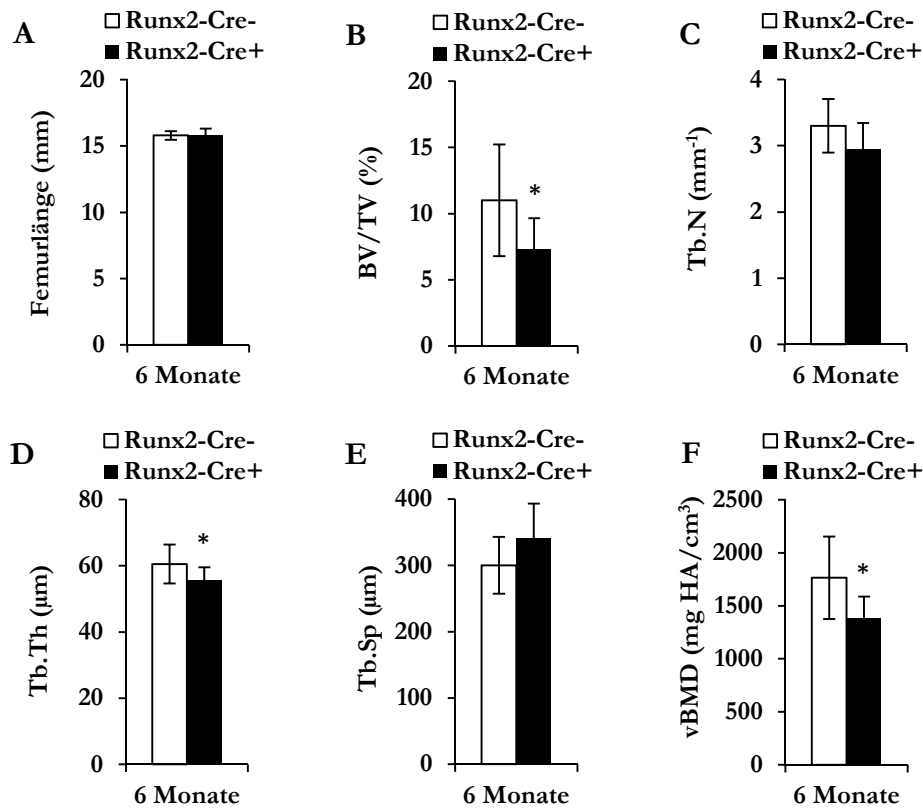 A
Runx2-Cre-
Runx2-Cre+
Femurlänge (mm)
20
15
10
5
0
6 Monate
B
Runx2-Cre-
Runx2-Cre+
BV/TV (%)
20
15
10
5
0
*
6 Monate
C
Runx2-Cre-
Runx2-Cre+
Tb.N (mm⁻¹)
4
3
2
1
0
6 Monate
D
Runx2-Cre-
Runx2-Cre+
Tb.Th (µm)
80
60
40
20
0
*
6 Monate
E
Runx2-Cre-
Runx2-Cre+
Tb.Sp (µm)
400
300
200
100
0
6 Monate
F
Runx2-Cre-
Runx2-Cre+
vBMD (mg HA/cm³)
2500
2000
1500
1000
500
0
*
6 Monate